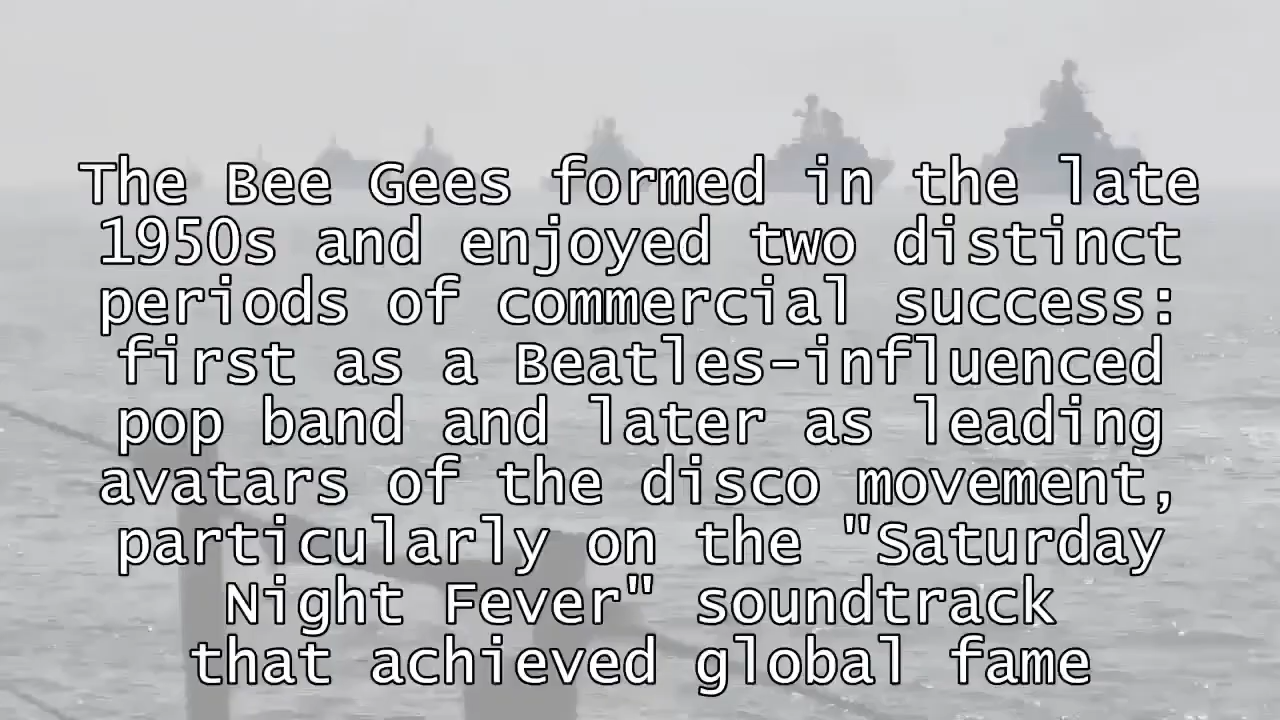 The Bee Gees formed in the late
1950s and enjoyed two distinct
periods of commercial success:
first as a Beatles-influenced
pop band and later as leading
avatars of the disco movement,
particularly on the "Saturday
Night Fever" soundtrack
that achieved global fame